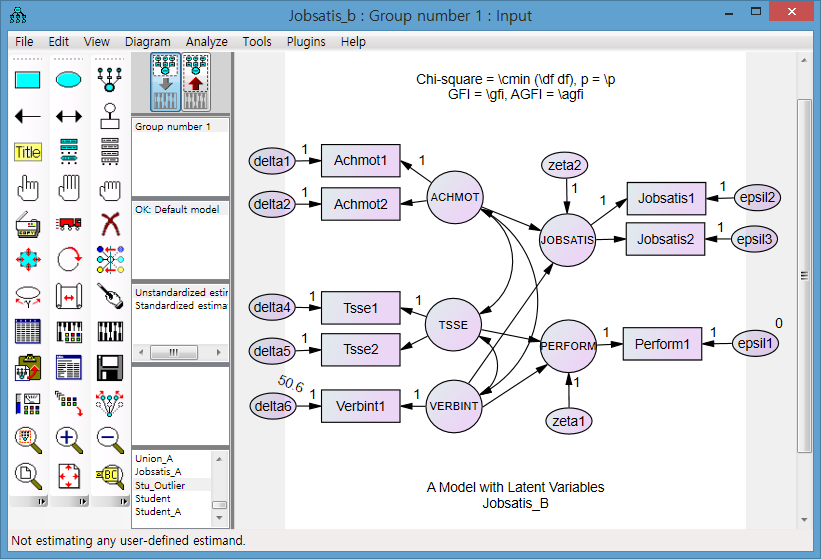 Jobsatis_b : Group number 1 : Input
File Edit View Diagram Analyze Tools Plugins Help
Title
Group number 1
OK: Default model
Unstandardized estir
Standardized estima
Union_A
Jobsatis_A
Stu_Outlier
Student
Student_A
Chi-square = \cmin (\df df), p = \p
GFI = \gfi, AGFI = \agfi
delta1 1 Achmot1 1
delta2 1 Achmot2
ACHMOT
zeta2
1
1 Jobsatis1 1 epsil2
JOBSATIS
Jobsatis2 1 epsil3
delta4 1 Tsse1 1
TSSE
delta5 1 Tsse2
0
PERFORM 1 Perform1 1 epsil1
50.6
delta6 1 Verbint1 1 VERBINT
1
zeta1
A Model with Latent Variables
Jobsatis_B
ABC
Not estimating any user-defined estimand.